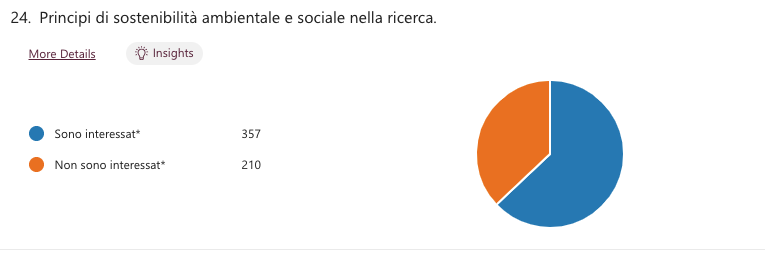 24. Principi di sostenibilità ambientale e sociale nella ricerca.
More Details
Insights
Sono interessat* 357
Non sono interessat* 210